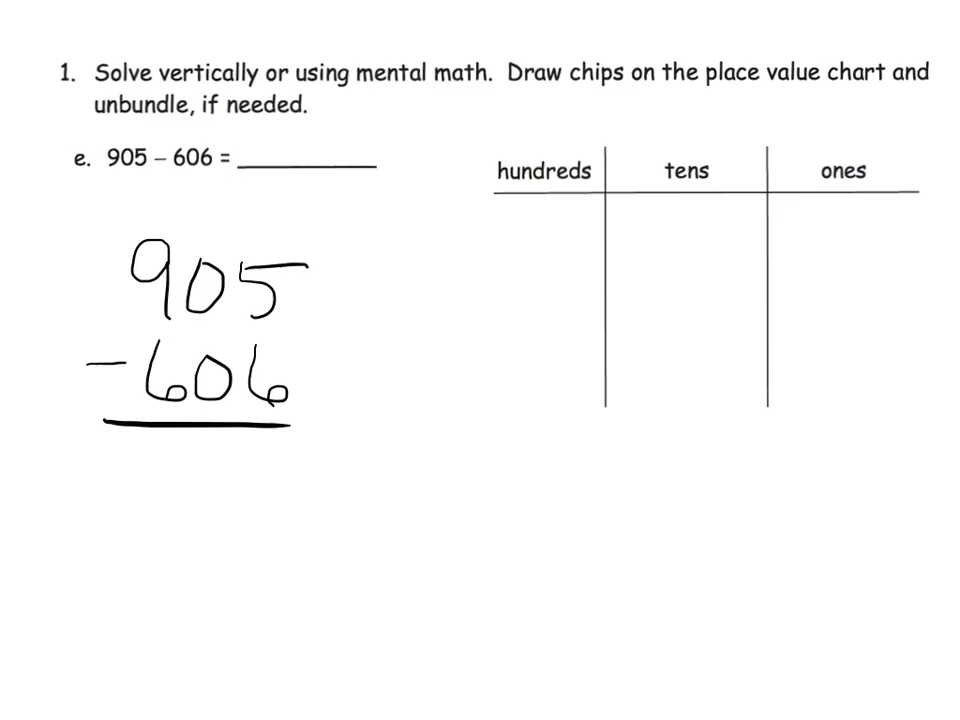 1. Solve vertically or using mental math. Draw chips on the place value chart and
unbundle, if needed.
e. 905 – 606 = ____________
hundreds tens ones
905
-606